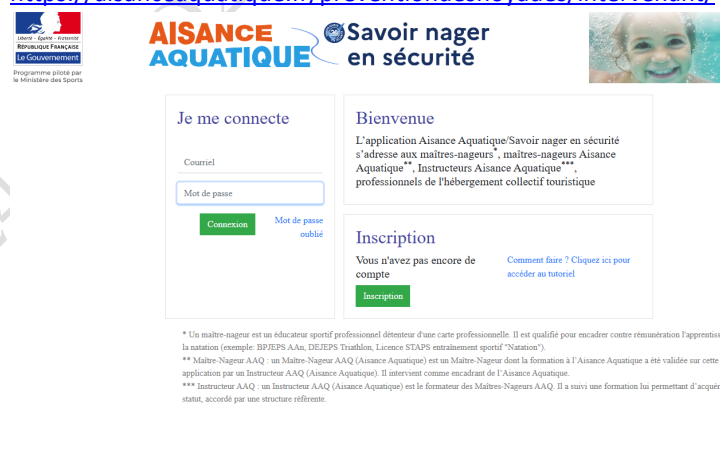 Liberté • Égalité • Fraternité
RÉPUBLIQUE FRANÇAISE
Le Gouvernement
Programme piloté par
le Ministère des Sports
AISANCE
AQUATIQUE
Savoir nager
en sécurité
Je me connecte
Courriel
Mot de passe
Connexion
Mot de passe
oublié
Bienvenue
L'application Aisance Aquatique/Savoir nager en sécurité
s'adresse aux maîtres-nageurs*, maîtres-nageurs Aisance
Aquatique**, Instructeurs Aisance Aquatique***,
professionnels de l'hébergement collectif touristique
Inscription
Vous n'avez pas encore de
compte
Inscription
Comment faire ? Cliquez ici pour
accéder au tutoriel
* Un maître-nageur est un éducateur sportif professionnel détenteur d'une carte professionnelle. Il est qualifié pour encadrer contre rémunération l'apprentiss
la natation (exemple: BPJEPS AAn, DEJEPS Triathlon, Licence STAPS entraînement sportif "Natation").
** Maître-Nageur AAQ : un Maître-Nageur AAQ (Aisance Aquatique) est un Maître-Nageur dont la formation à l'Aisance Aquatique a été validée sur cette
application par un Instructeur AAQ (Aisance Aquatique). Il intervient comme encadrant de l'Aisance Aquatique.
*** Instructeur AAQ : un Instructeur AAQ (Aisance Aquatique) est le formateur des Maîtres-Nageurs AAQ. Il a suivi une formation lui permettant d'acquér
statut, accordé par une structure référente.